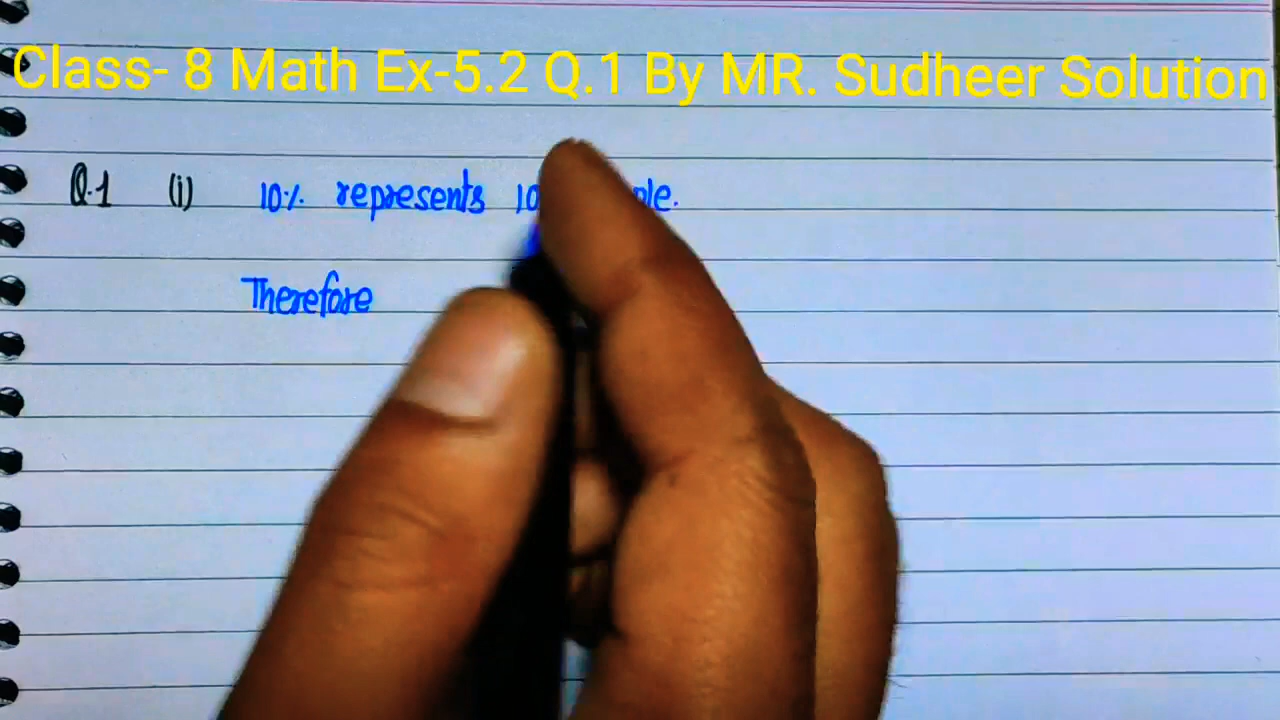 Class- 8 Math Ex-5.2 Q.1 By MR. Sudheer Solution
Q.1 (i) 10% represents
Therefore